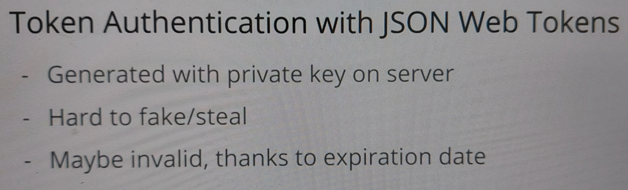 Token Authentication with JSON Web Tokens
- Generated with private key on server
- Hard to fake/steal
- Maybe invalid, thanks to expiration date